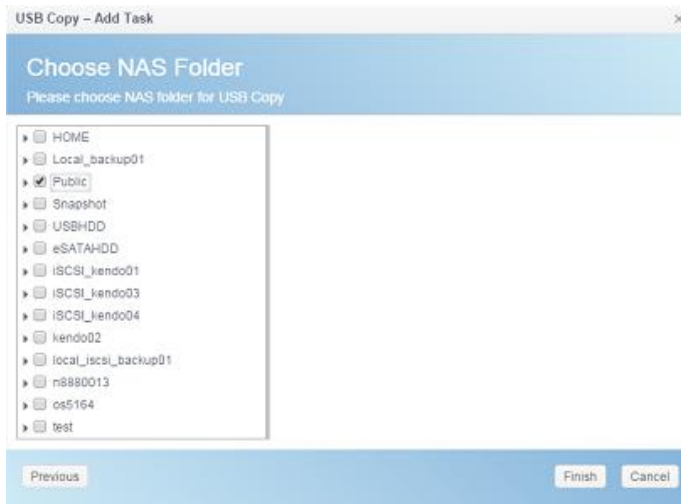 USB Copy – Add Task
Choose NAS Folder
Please choose NAS folder for USB Copy
HOME
Local_backup01
Public
Snapshot
USBHDD
eSATAHDD
iSCSI_kendo01
iSCSI_kendo03
iSCSI_kendo04
kendo02
local_iscsi_backup01
n8880013
os5164
test
Previous Finish Cancel